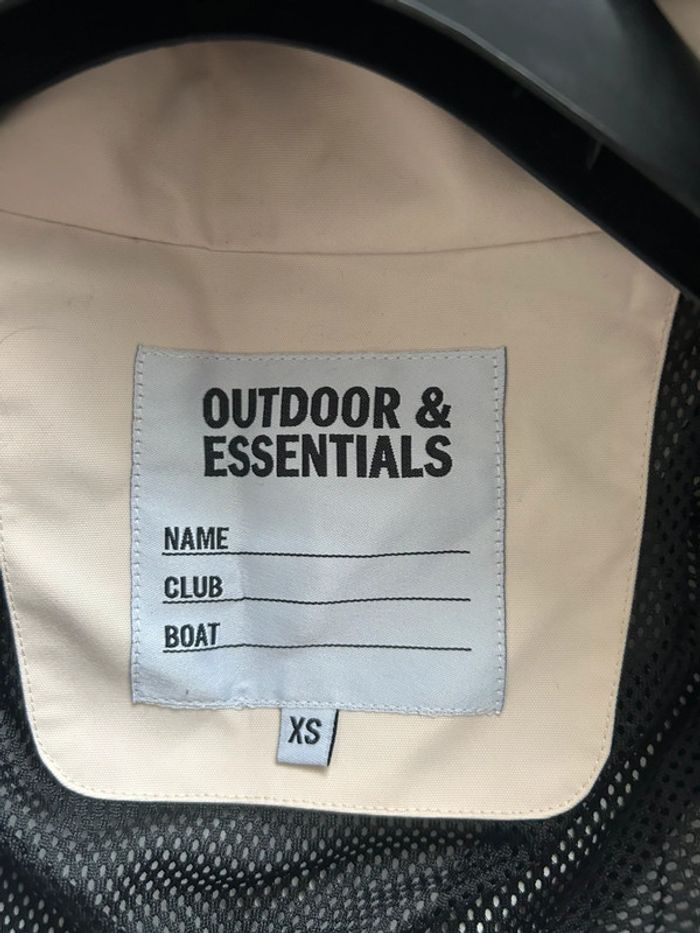 OUTDOOR &
ESSENTIALS
NAME
CLUB
BOAT
XS